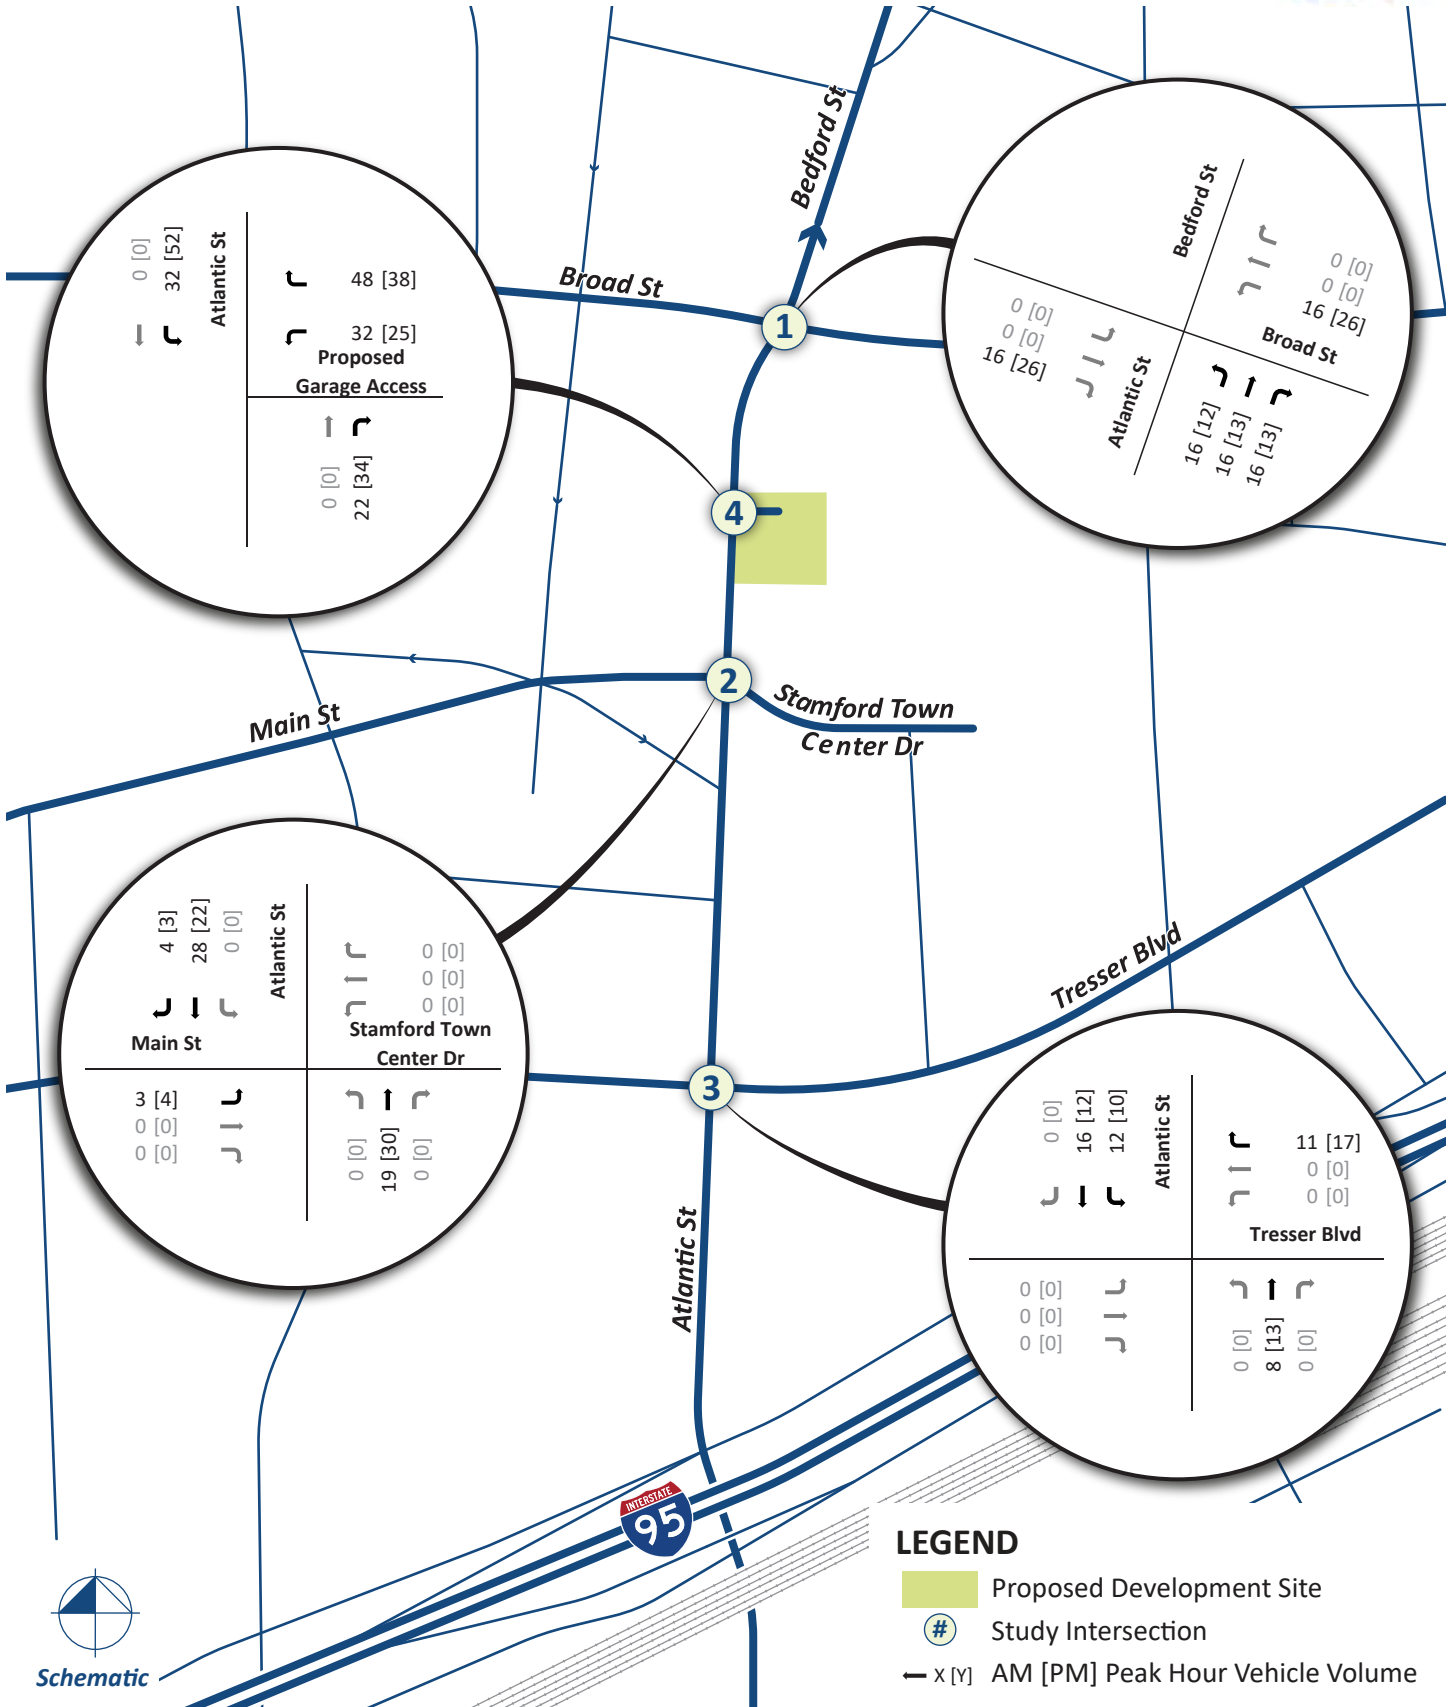 Bedford St
Broad St
1
4
2
3
Main St
Stamford Town
Center Dr
Tresser Blvd
Atlantic St
INTERSTATE
95
0 [0]
32 [52]
Atlantic St
48 [38]
32 [25]
Proposed
Garage Access
0 [0]
22 [34]
Bedford St
0 [0]
0 [0]
16 [26]
Broad St
0 [0]
0 [0]
16 [26]
Atlantic St
16 [12]
16 [13]
16 [13]
4 [3]
28 [22]
0 [0]
Atlantic St
0 [0]
0 [0]
0 [0]
Main St
Stamford Town
Center Dr
3 [4]
0 [0]
0 [0]
0 [0]
19 [30]
0 [0]
0 [0]
16 [12]
12 [10]
Atlantic St
11 [17]
0 [0]
0 [0]
Tresser Blvd
0 [0]
0 [0]
0 [0]
0 [0]
8 [13]
0 [0]
Schematic
LEGEND
Proposed Development Site
# Study Intersection
X [Y] AM [PM] Peak Hour Vehicle Volume